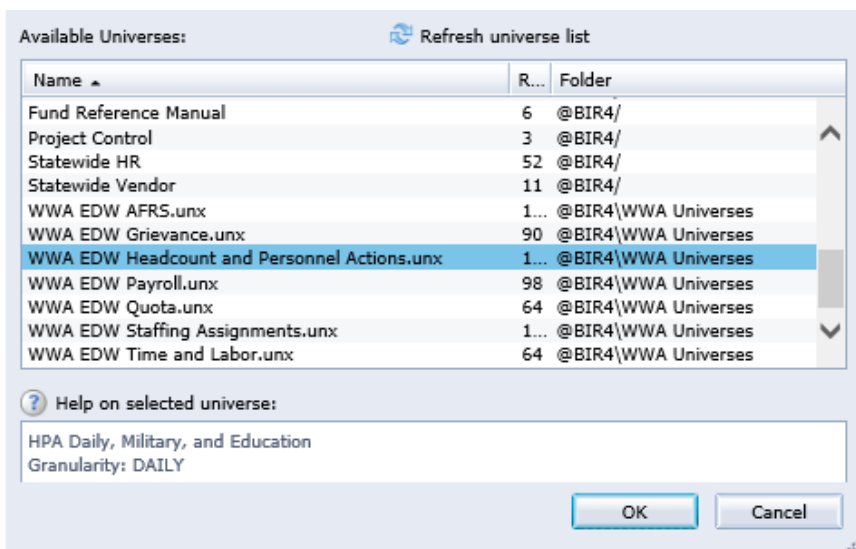 Available Universes: Refresh universe list
Name R... Folder
Fund Reference Manual 6 @BIR4/
Project Control 3 @BIR4/
Statewide HR 52 @BIR4/
Statewide Vendor 11 @BIR4/
WWA EDW AFRS.unx 1... @BIR4\WWA Universes
WWA EDW Grievance.unx 90 @BIR4\WWA Universes
WWA EDW Headcount and Personnel Actions.unx 1... @BIR4\WWA Universes
WWA EDW Payroll.unx 98 @BIR4\WWA Universes
WWA EDW Quota.unx 64 @BIR4\WWA Universes
WWA EDW Staffing Assignments.unx 1... @BIR4\WWA Universes
WWA EDW Time and Labor.unx 64 @BIR4\WWA Universes
? Help on selected universe:
HPA Daily, Military, and Education
Granularity: DAILY
OK Cancel